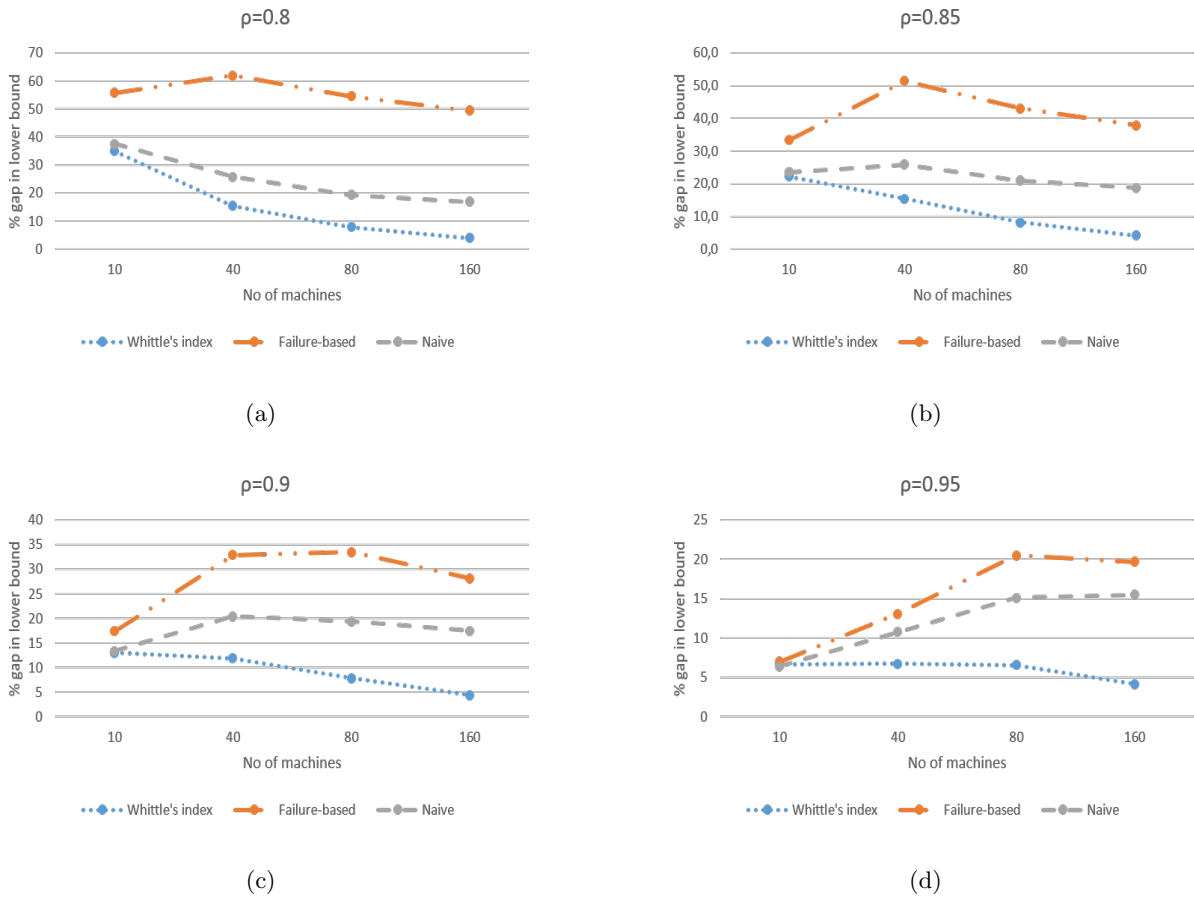 ρ=0.8
% gap in lower bound
70
60
50
40
30
20
10
0
10 40 80 160
No of machines
Whittle's index Failure-based Naive
(a)
ρ=0.85
% gap in lower bound
60,0
50,0
40,0
30,0
20,0
10,0
0,0
10 40 80 160
No of machines
Whittle's index Failure-based Naive
(b)
ρ=0.9
% gap in lower bound
40
35
30
25
20
15
10
5
0
10 40 80 160
No of machines
Whittle's index Failure-based Naive
(c)
ρ=0.95
% gap in lower bound
25
20
15
10
5
0
10 40 80 160
No of machines
Whittle's index Failure-based Naive
(d)